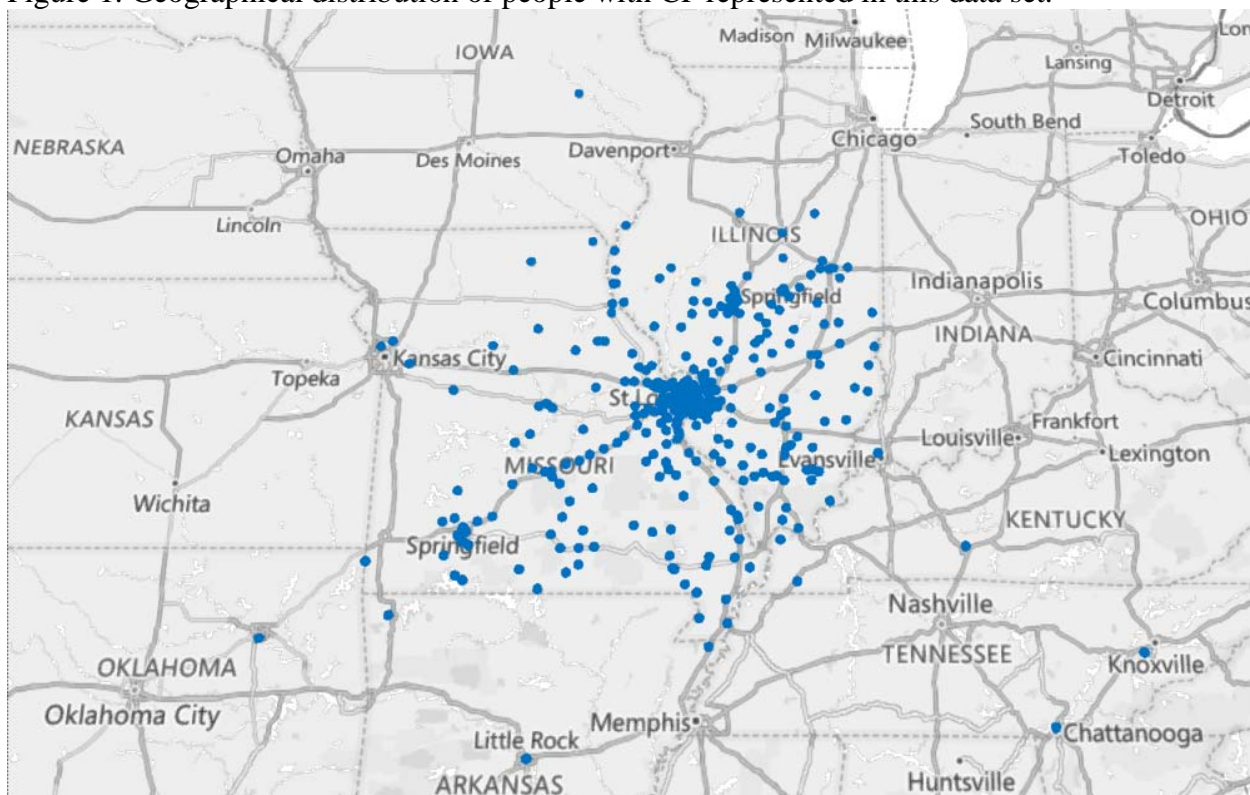 Figure 1. Geographical distribution of people with CP represented in this data set.
Madison
Milwaukee
IOWA
Lansing
Detroit
NEBRASKA
Omaha
Des Moines
Davenport
Chicago
South Bend
Toledo
Lincoln
ILLINOIS
OHIO
Springfield
Indianapolis
Columbus
INDIANA
Kansas City
Topeka
Cincinnati
KANSAS
St Lo
Louisville
Frankfort
Lexington
MISSOURI
Evansville
Wichita
KENTUCKY
Springfield
Nashville
TENNESSEE
Knoxville
OKLAHOMA
Oklahoma City
Memphis
Chattanooga
Little Rock
ARKANSAS
Huntsville